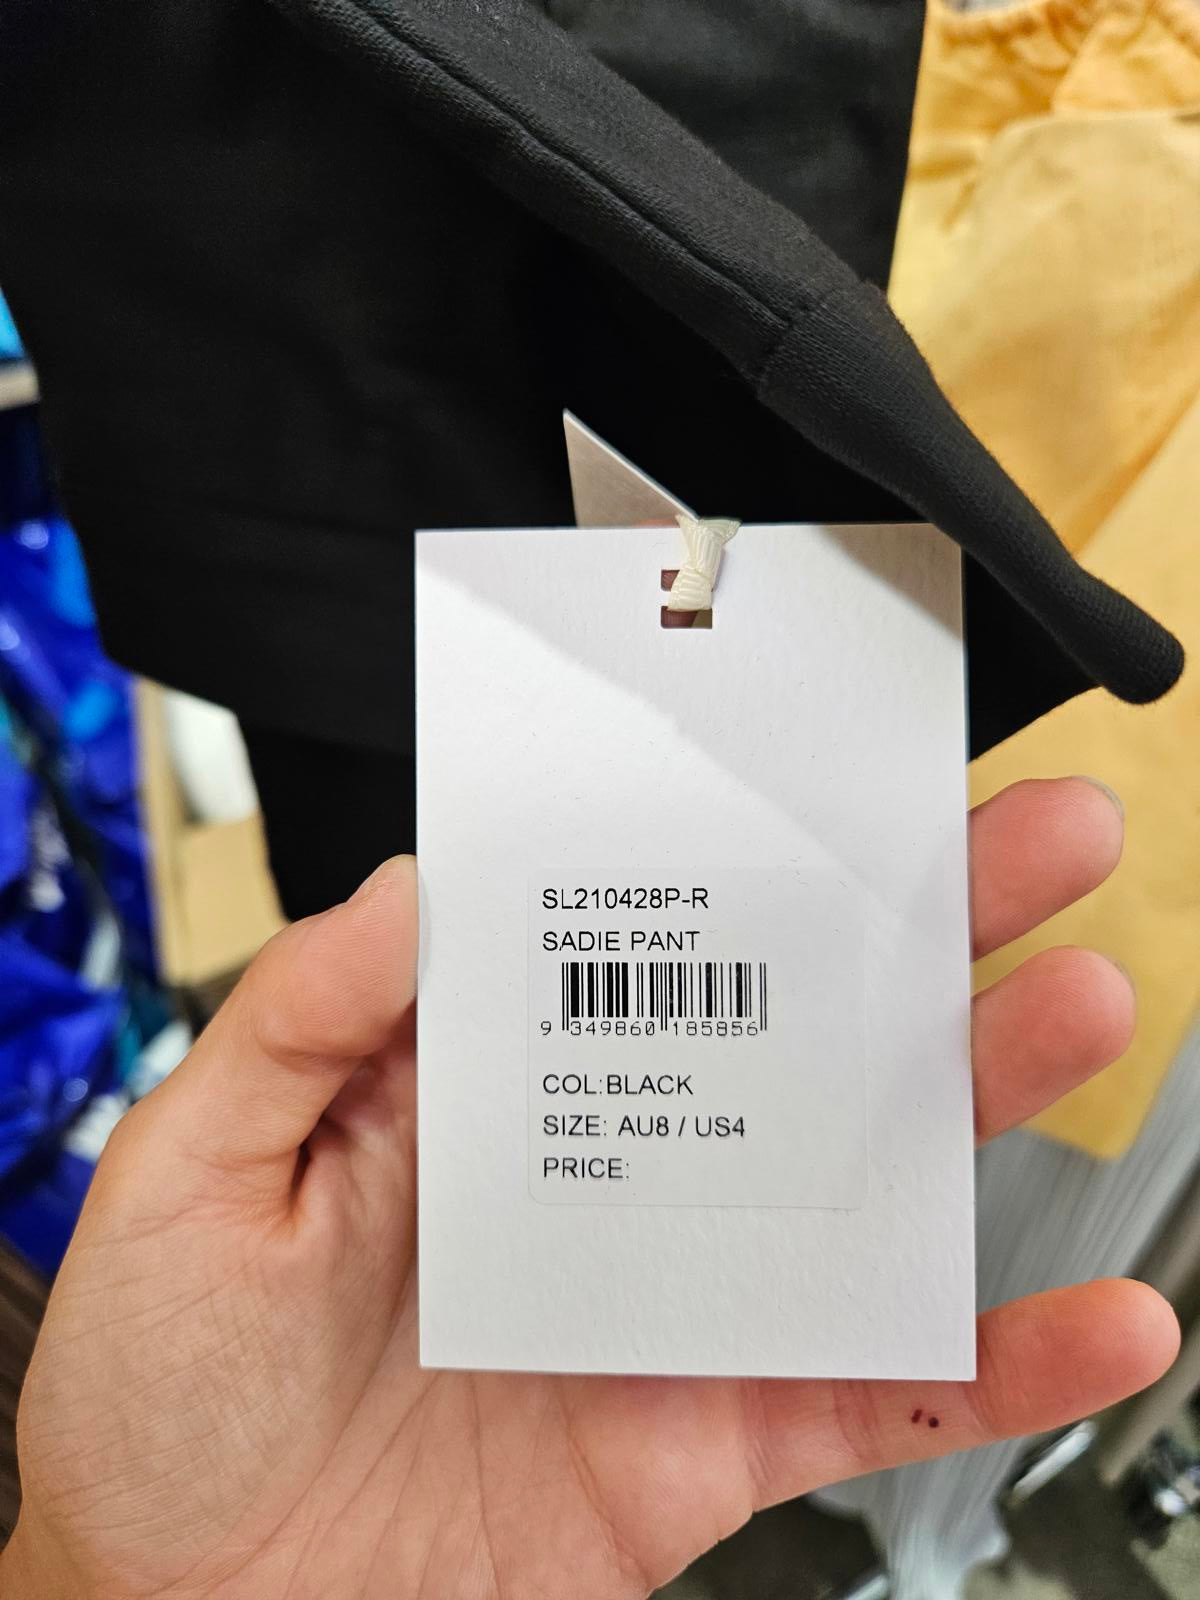 SL210428P-R
SADIE PANT
9 349860 185856
COL:BLACK
SIZE: AU8 / US4
PRICE: